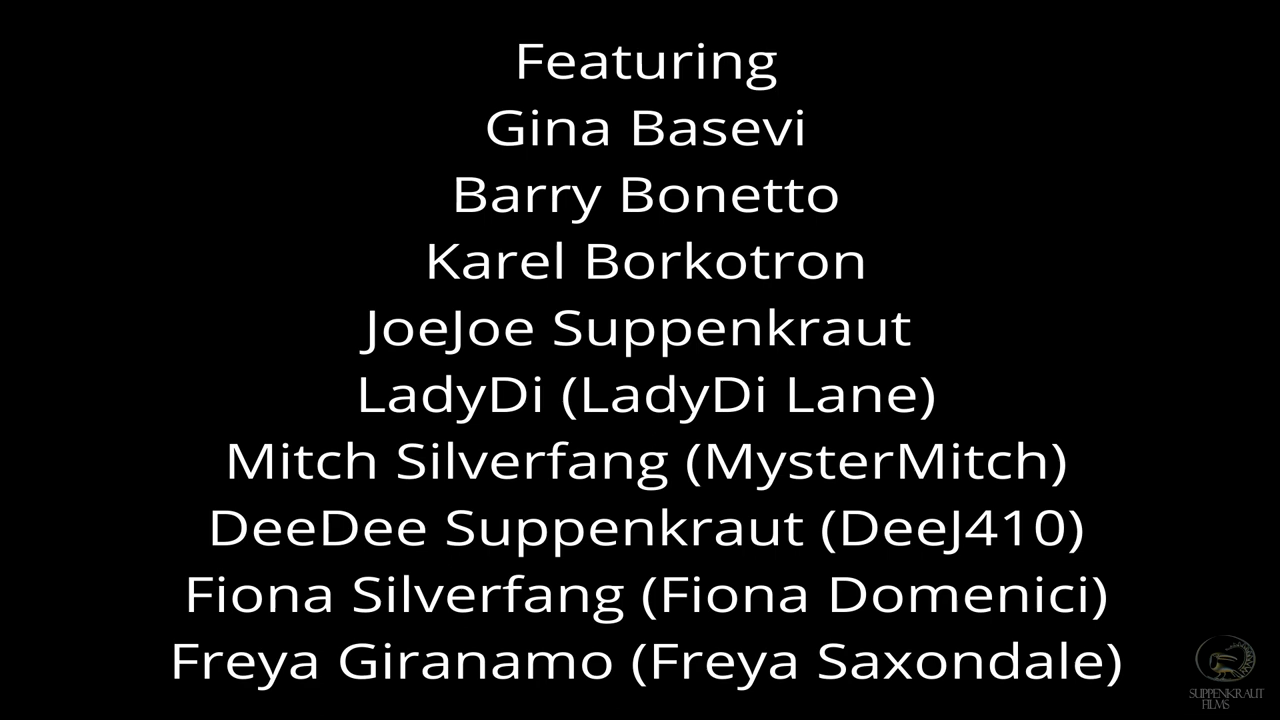 Featuring
Gina Basevi
Barry Bonetto
Karel Borkotron
JoeJoe Suppenkraut
LadyDi (LadyDi Lane)
Mitch Silverfang (MysterMitch)
DeeDee Suppenkraut (DeeJ410)
Fiona Silverfang (Fiona Domenici)
Freya Giranamo (Freya Saxondale)
SUPPENKRAUT
FILMS